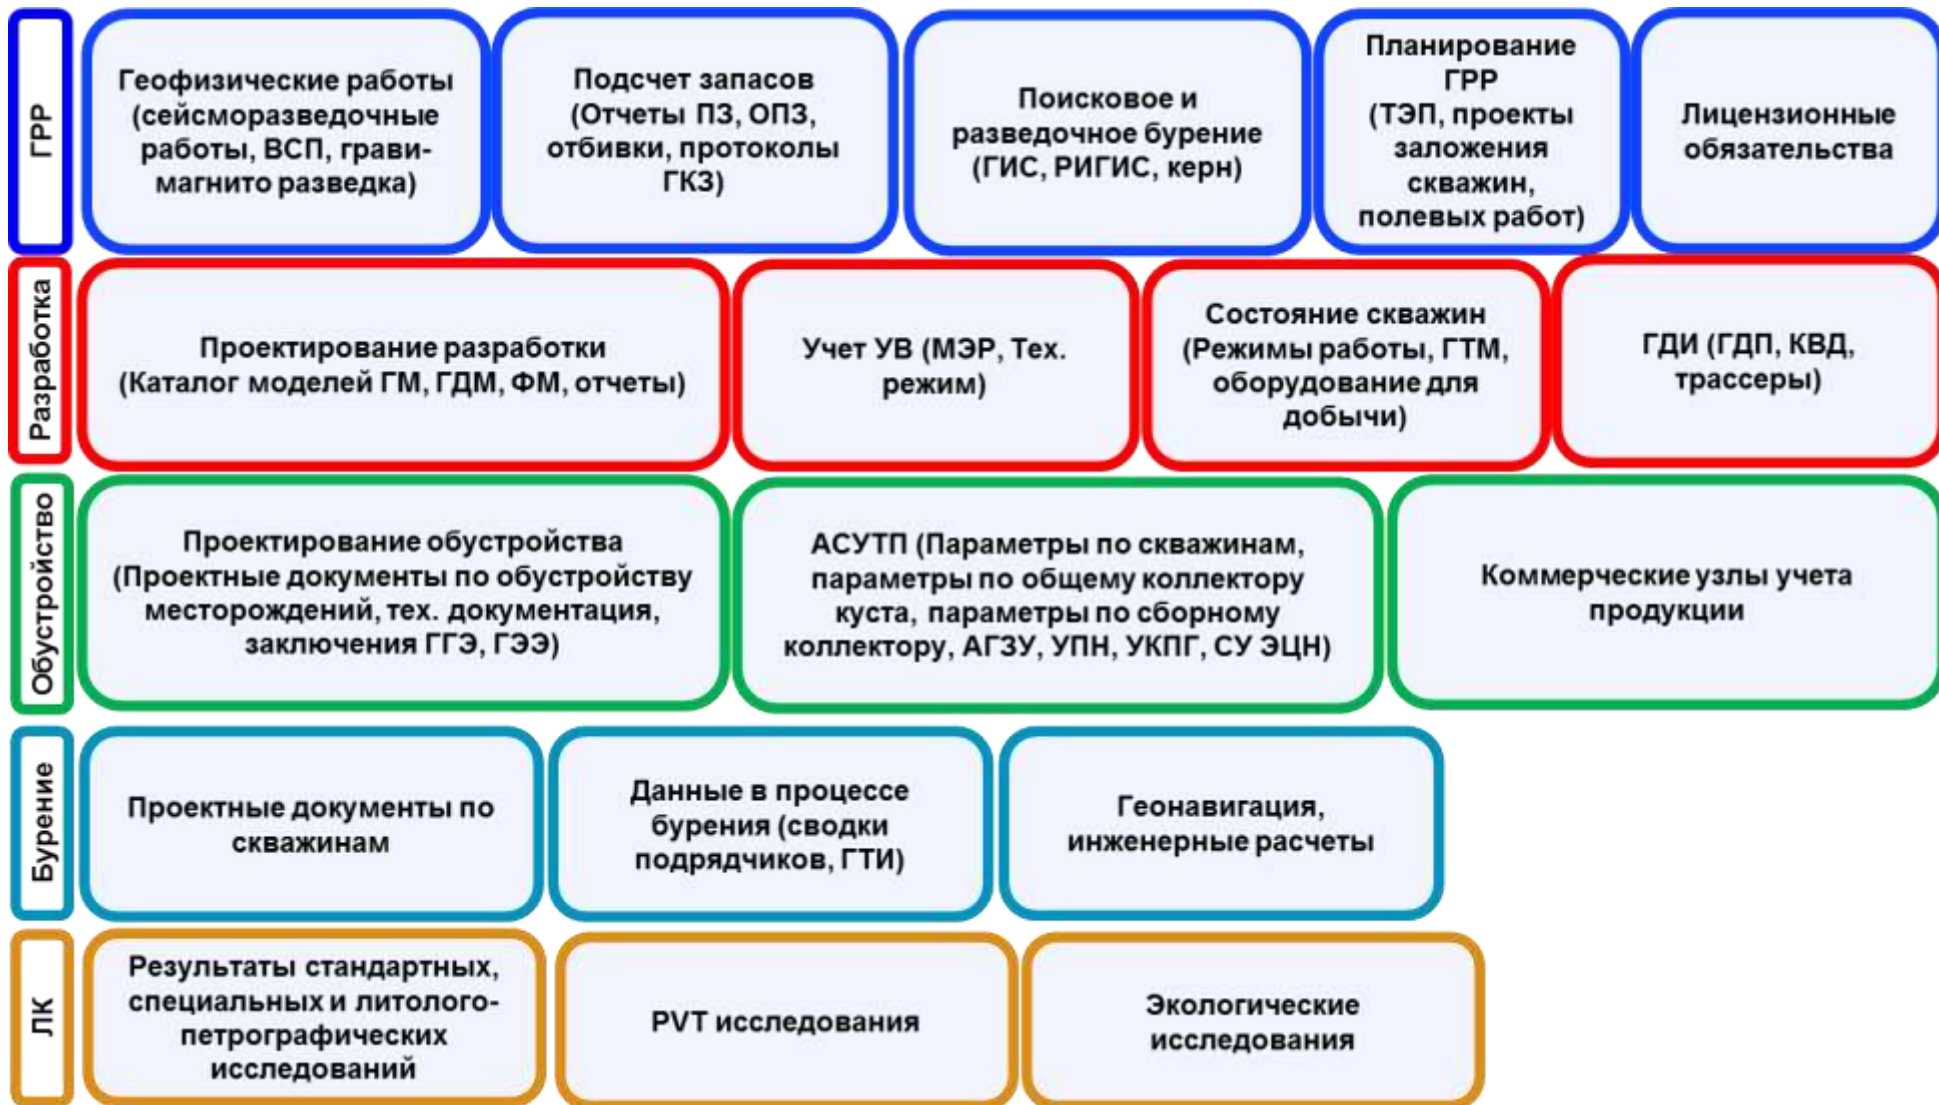 ГРР
Геофизические работы
(сейсморазведочные
работы, ВСП, грави-
магнито разведка)
Подсчет запасов
(Отчеты ПЗ, ОПЗ,
отбивки, протоколы
ГКЗ)
Поисковое и
разведочное бурение
(ГИС, РИГИС, керн)
Планирование
ГРР
(ТЭП, проекты
заложения
скважин,
полевых работ)
Лицензионные
обязательства
Разработка
Проектирование разработки
(Каталог моделей ГМ, ГДМ, ФМ, отчеты)
Учет УВ (МЭР, Тех.
режим)
Состояние скважин
(Режимы работы, ГТМ,
оборудование для
добычи)
ГДИ (ГДП, КВД,
трассеры)
Обустройство
Проектирование обустройства
(Проектные документы по обустройству
месторождений, тех. документация,
заключения ГГЭ, ГЭЭ)
АСУТП (Параметры по скважинам,
параметры по общему коллектору
куста, параметры по сборному
коллектору, АГЗУ, УПН, УКПГ, СУ ЭЦН)
Коммерческие узлы учета
продукции
Бурение
Проектные документы по
скважинам
Данные в процессе
бурения (сводки
подрядчиков, ГТИ)
Геонавигация,
инженерные расчеты
ЛК
Результаты стандартных,
специальных и литолого-
петрографических
исследований
PVT исследования
Экологические
исследования